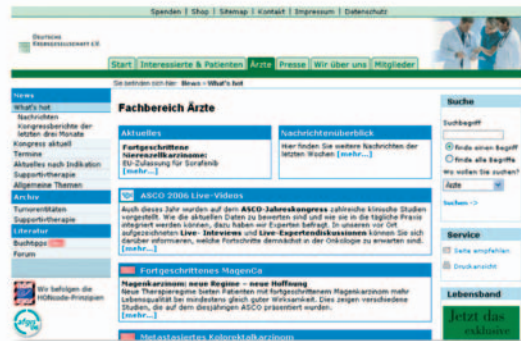 Spenden | Shop | Sitemap | Kontakt | Impressum | Datenschutz
DEUTSCHE
KREBSGESELLSCHAFT E.V.
Start | Interessierte & Patienten | Ärzte | Presse | Wir über uns | Mitglieder
Sie befinden sich hier: News » What's hot
News
What's hot
Nachrichten
Kongressberichte der
letzten drei Monate
Kongress aktuell
Termine
Aktuelles nach Indikation
Supportivtherapie
Allgemeine Themen
Archiv
Tumorentitäten
Supportivtherapie
Literatur
Buchtipps
Forum
Wir befolgen die
HONcode-Prinzipien
afgis
Fachbereich Ärzte
Aktuelles
Fortgeschrittene
Nierenzellkarzinome:
EU-Zulassung für Sorafenib
[mehr...]
Nachrichtenüberblick
Hier finden Sie weitere Nachrichten der
letzten Wochen [mehr...]
ASCO 2006 Live-Videos
Auch dieses Jahr wurden auf dem ASCO-Jahreskongress zahlreiche klinische Studien
vorgestellt. Wie die aktuellen Daten zu bewerten sind und wie sie in die tägliche Praxis
integriert werden können, dazu haben wir Experten befragt. In unseren vor Ort
aufgezeichneten Live- Inteviews und Live-Expertendiskussionen können Sie sich
darüber informieren, welche Fortschritte demnächst in der Onkologie zu erwarten sind.
[mehr...]
Fortgeschrittenes MagenCa
Magenkarzinom: neue Regime – neue Hoffnung
Neue Therapieregime bieten Patienten mit fortgeschrittenem Magenkarzinom mehr
Lebensqualität bei mindestens gleich guter Wirksamkeit. Dies zeigen verschiedene
Studien, die auf dem diesjährigen ASCO präsentiert wurden.
[mehr...]
Metastasiertes Kolorektalkarzinom
Suche
Suchbegriff
finde einen Begriff
finde alle Begriffe
Wo wollen Sie suchen?
Ärzte
Suchen ->
Service
Seite empfehlen
Druckansicht
Lebensband
Jetzt das
exklusive